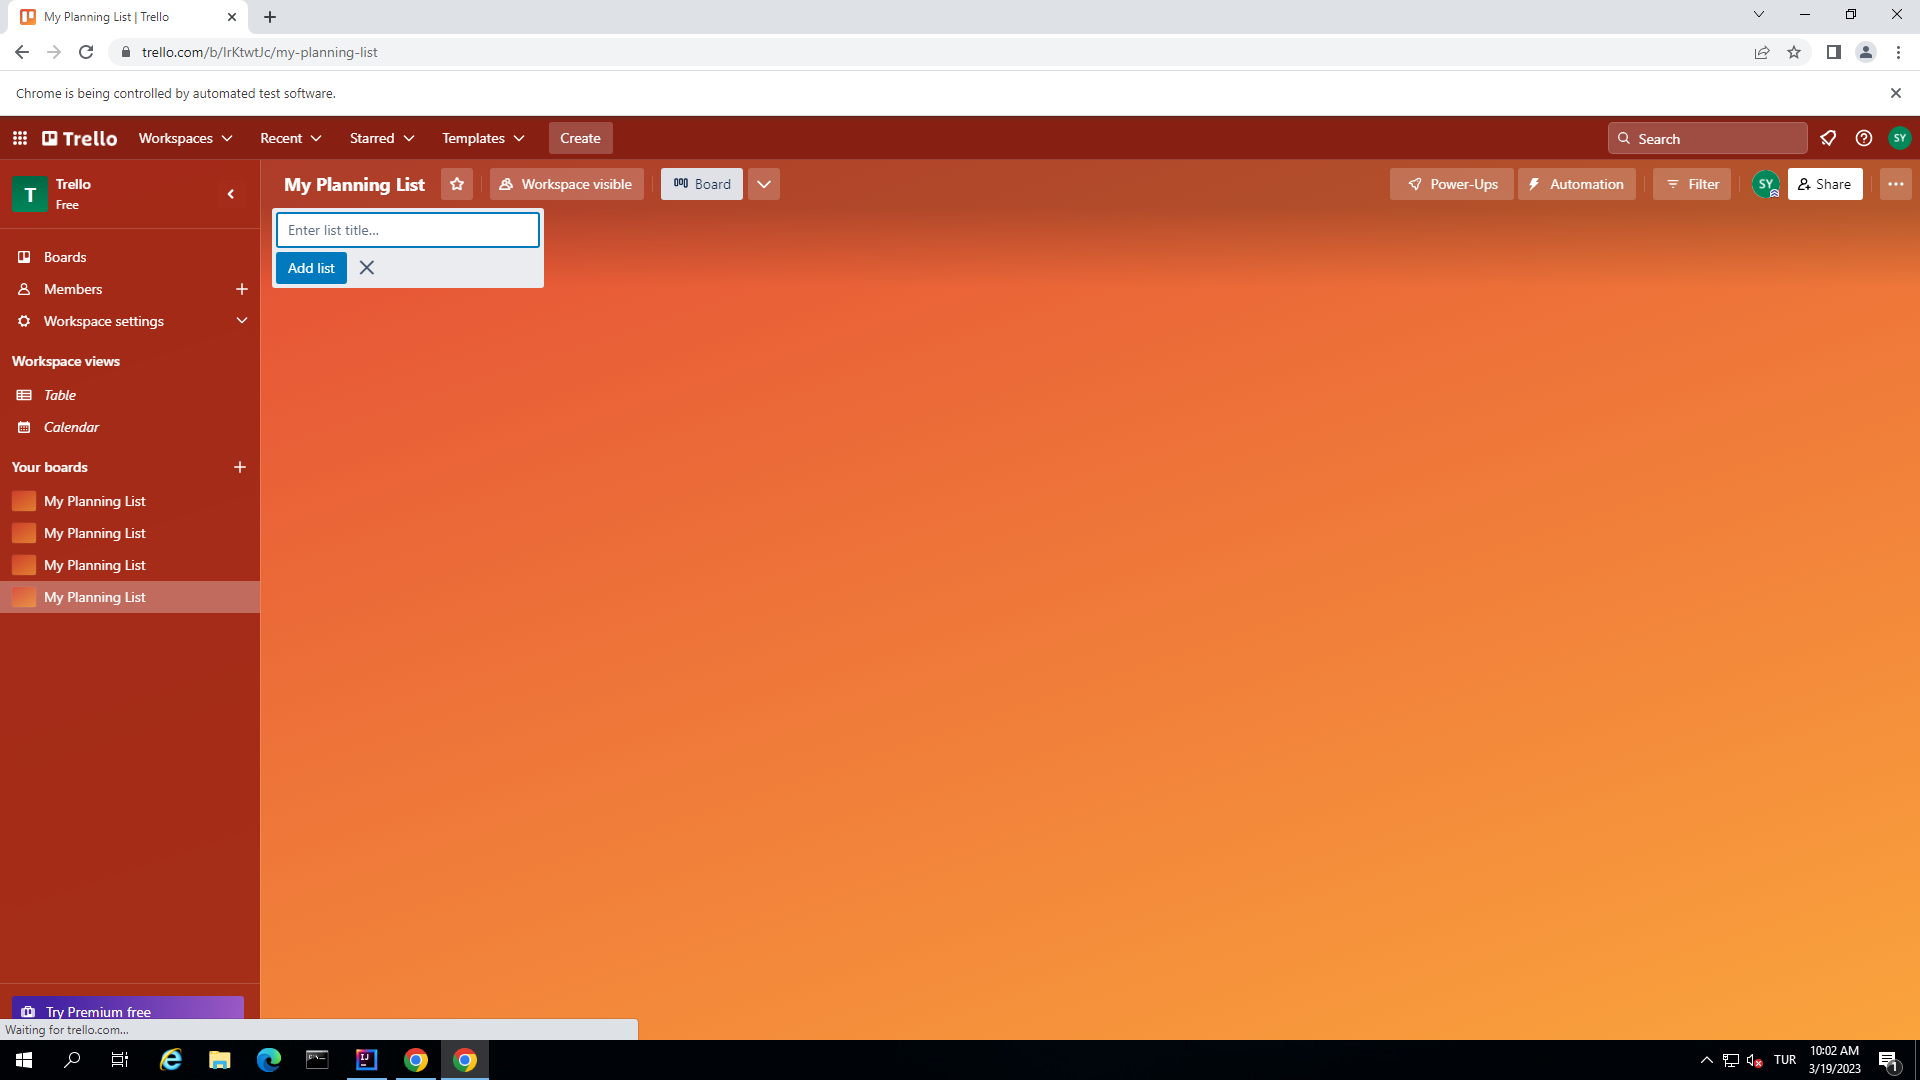 My Planning List | Trello
trello.com/b/IrKtwtJc/my-planning-list
Chrome is being controlled by automated test software.
Trello Workspaces Recent Starred Templates Create Search SY
T Trello
Free
My Planning List Workspace visible Board Power-Ups Automation Filter SY Share
Enter list title...
Add list
Boards
Members
Workspace settings
Workspace views
Table
Calendar
Your boards
My Planning List
My Planning List
My Planning List
My Planning List
Try Premium free
Waiting for trello.com...
TUR
10:02 AM
3/19/2023
1